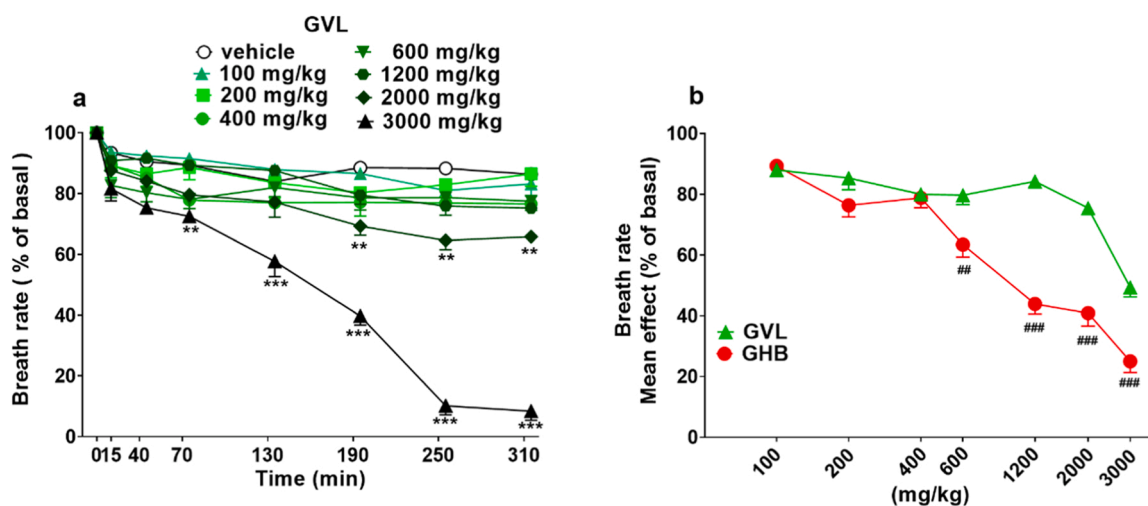 GVL
vehicle
100 mg/kg
200 mg/kg
400 mg/kg
600 mg/kg
1200 mg/kg
2000 mg/kg
3000 mg/kg
a
Breath rate ( % of basal )
100
80
60
40
20
0
**
***
***
***
***
**
**
**
015 40 70 130 190 250 310
Time (min)
b
Breath rate
Mean effect (% of basal)
100
80
60
40
20
0
GVL
GHB
##
###
###
###
100 200 400 600 1200 2000 3000
(mg/kg)